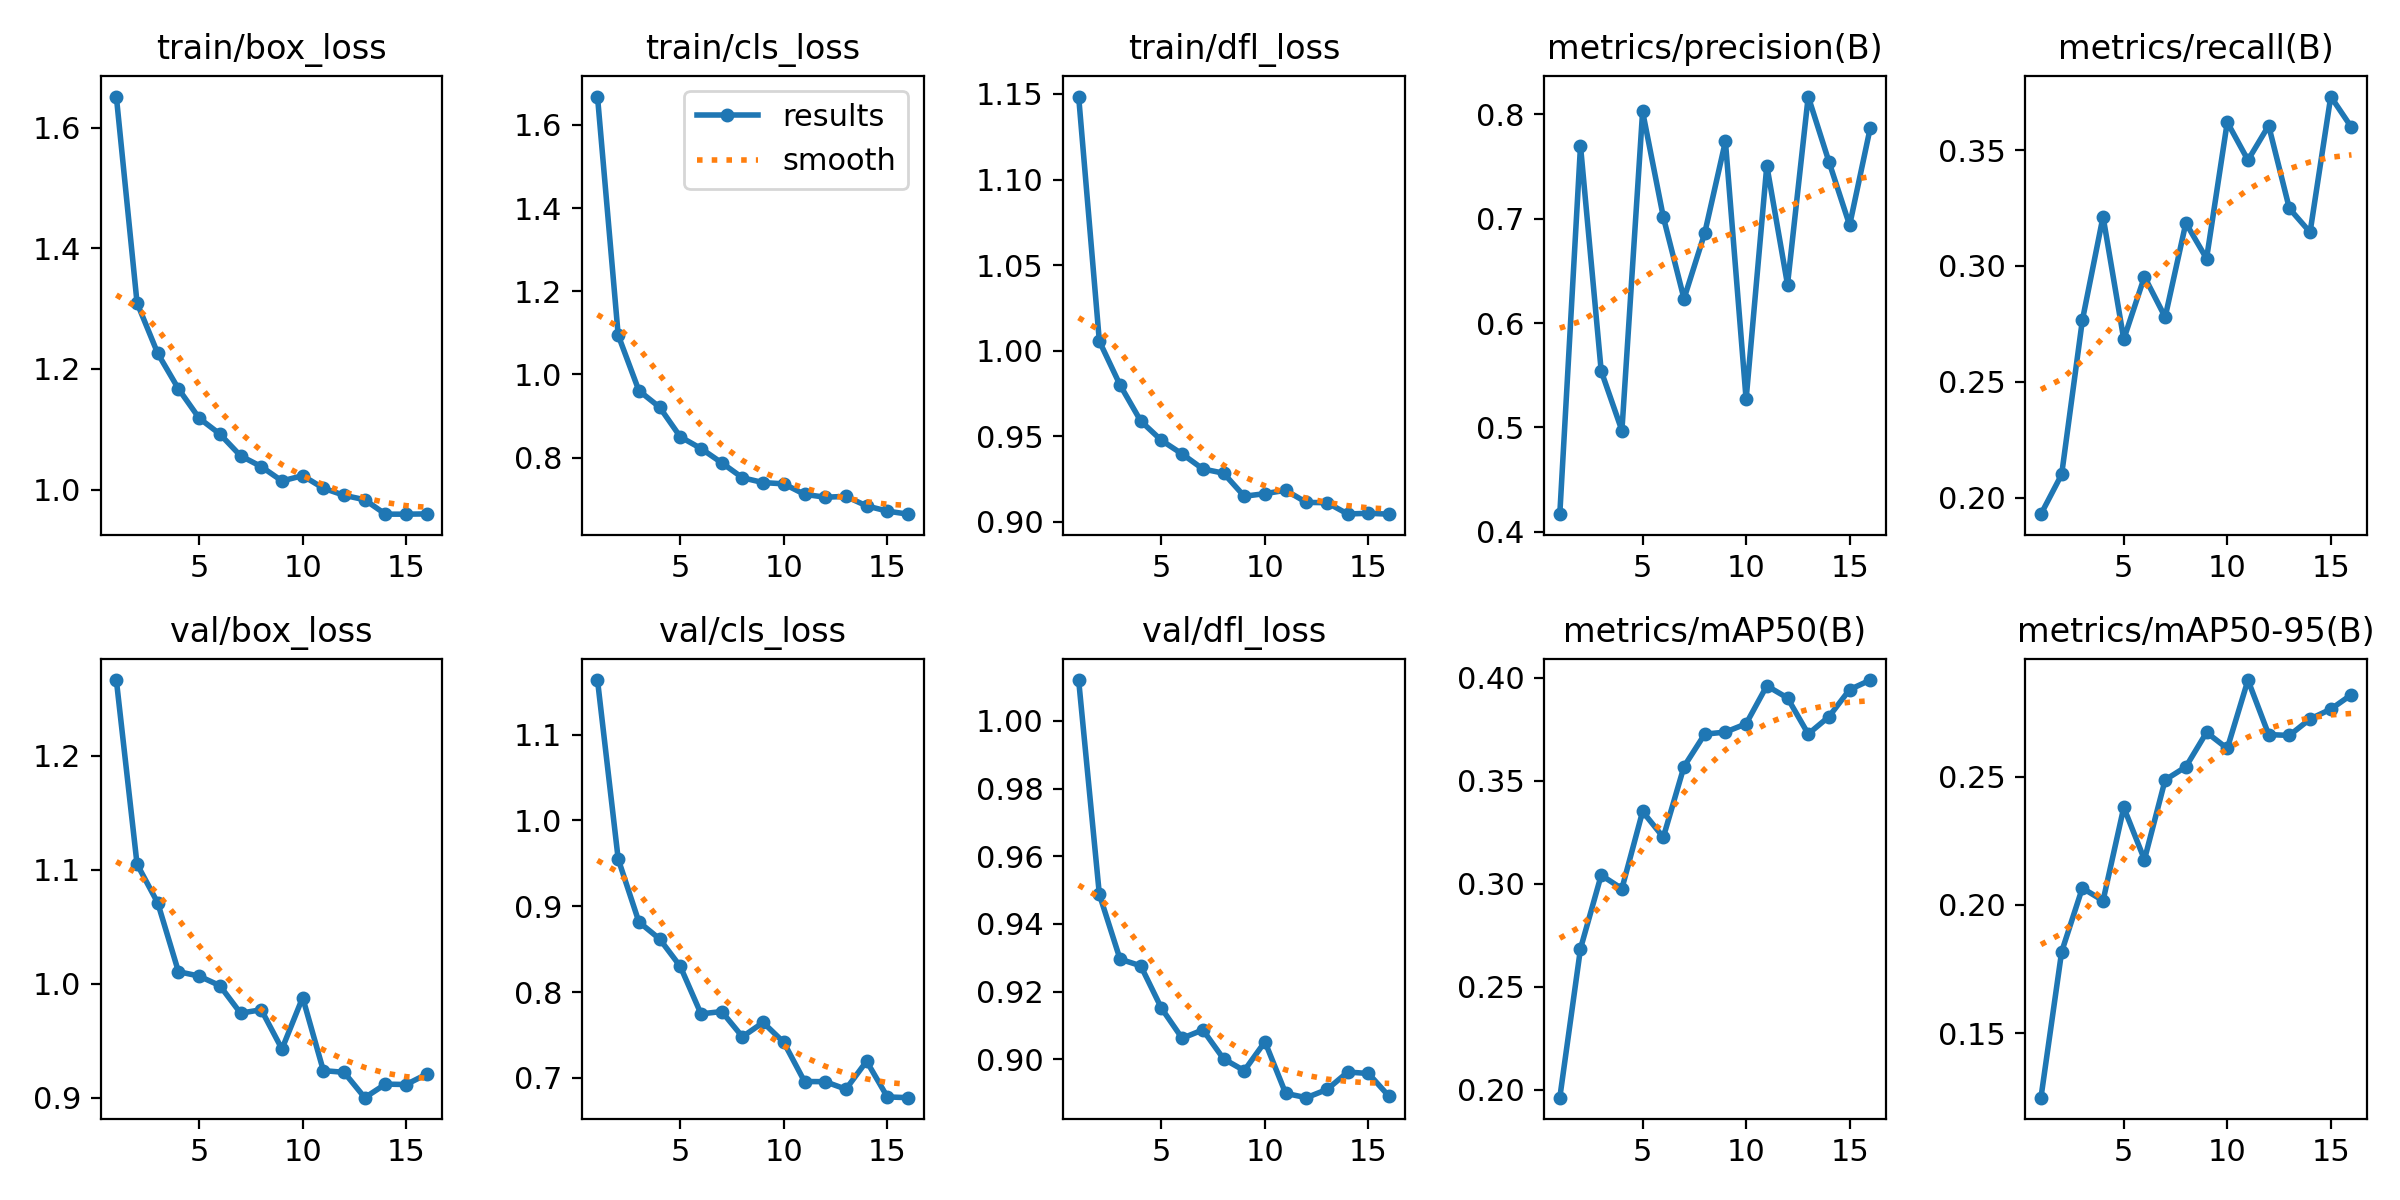 train/box_loss
train/cls_loss
train/dfl_loss
metrics/precision(B)
metrics/recall(B)
1.6
1.4
1.2
1.0
5 10 15
results
smooth
1.6
1.4
1.2
1.0
0.8
5 10 15
1.15
1.10
1.05
1.00
0.95
0.90
5 10 15
0.8
0.7
0.6
0.5
0.4
5 10 15
0.35
0.30
0.25
0.20
5 10 15
val/box_loss
val/cls_loss
val/dfl_loss
metrics/mAP50(B)
metrics/mAP50-95(B)
1.2
1.1
1.0
0.9
5 10 15
1.1
1.0
0.9
0.8
0.7
5 10 15
1.00
0.98
0.96
0.94
0.92
0.90
5 10 15
0.40
0.35
0.30
0.25
0.20
5 10 15
0.25
0.20
0.15
5 10 15